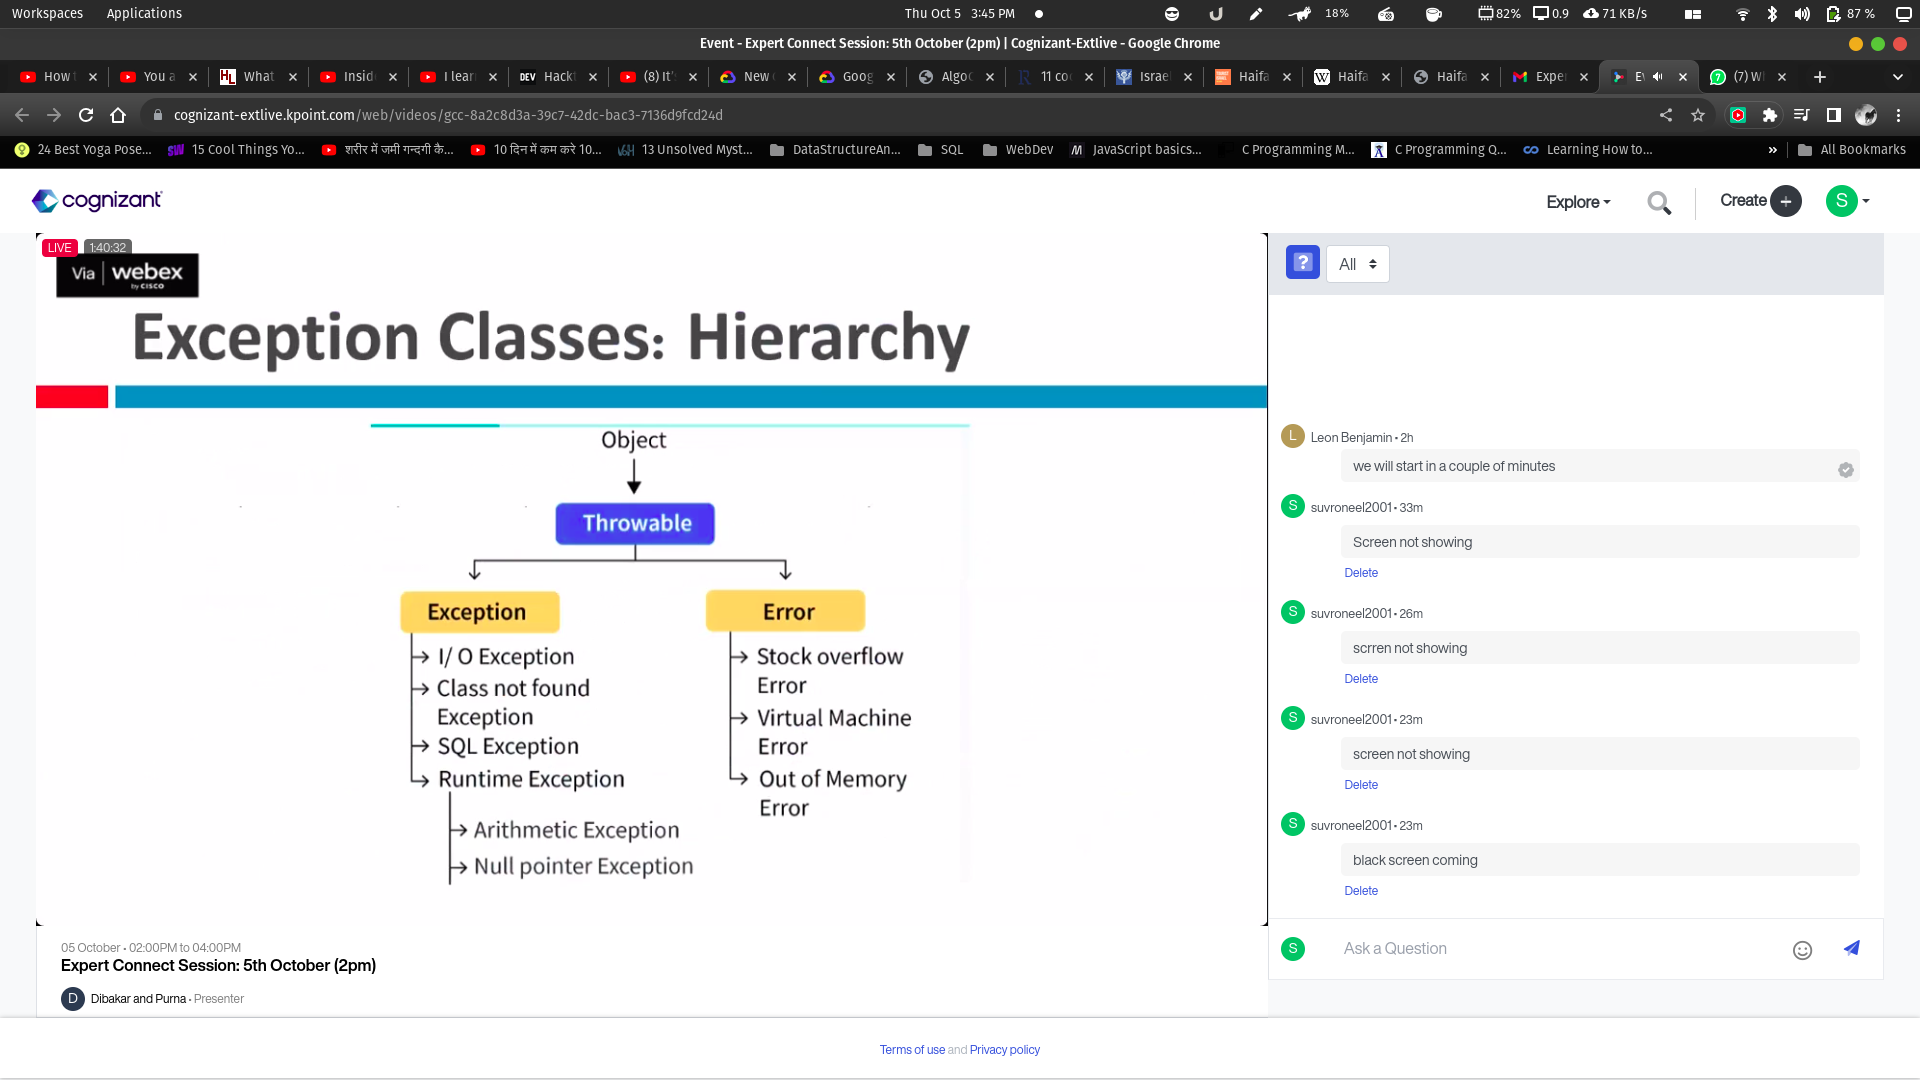 Workspaces Applications Thu Oct 5 3:45 PM 18% 82% 0.9 71 KB/s 87 %
Event - Expert Connect Session: 5th October (2pm) | Cognizant-Extlive - Google Chrome
How You a HL What Insid I lear DEV Hackt (8) It' New Goog AlgoC R 11 co Israe Haifa W Haifa Haifa Exper E (7) W
cognizant-extlive.kpoint.com/web/videos/gcc-8a2c8d3a-39c7-42dc-bac3-7136d9fcd24d
24 Best Yoga Pose... SW 15 Cool Things Yo... शरीर में जमी गन्दगी कै... 10 दिन में कम करे 10... 13 Unsolved Myst... DataStructureAn... SQL WebDev M JavaScript basics... C Programming M... C Programming Q... Learning How to... » All Bookmarks
cognizant
Explore
Create +
S
LIVE 1:40:32
Via | webex
by CISCO
Exception Classes: Hierarchy
Object
Throwable
Exception
I/ O Exception
Class not found
Exception
SQL Exception
Runtime Exception
Arithmetic Exception
Null pointer Exception
Error
Stock overflow
Error
Virtual Machine
Error
Out of Memory
Error
05 October • 02:00PM to 04:00PM
Expert Connect Session: 5th October (2pm)
D Dibakar and Purna • Presenter
? All
L Leon Benjamin • 2h
we will start in a couple of minutes
S suvroneel2001 • 33m
Screen not showing
Delete
S suvroneel2001 • 26m
scrren not showing
Delete
S suvroneel2001 • 23m
screen not showing
Delete
S suvroneel2001 • 23m
black screen coming
Delete
S Ask a Question
Terms of use and Privacy policy